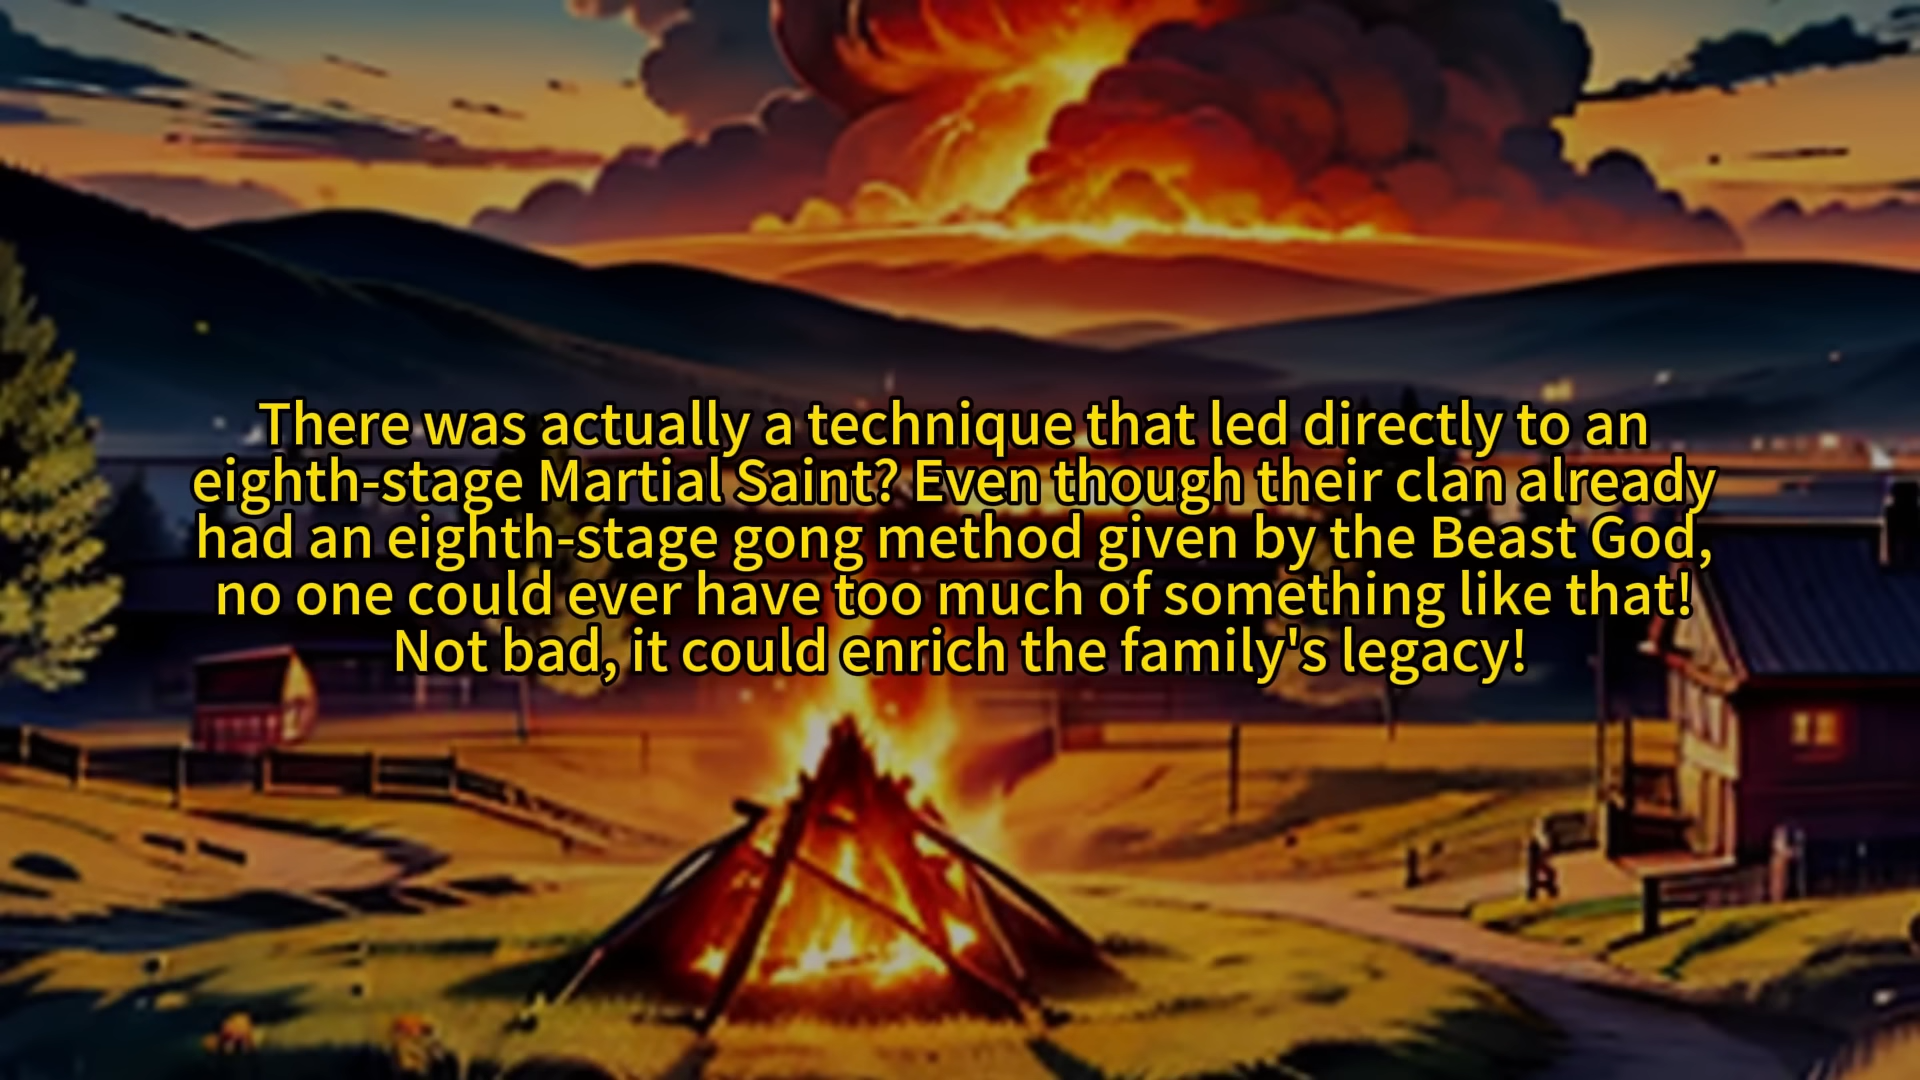 There was actually a technique that led directly to an
eighth-stage Martial Saint? Even though their clan already
had an eighth-stage gong method given by the Beast God,
no one could ever have too much of something like that!
Not bad, it could enrich the family's legacy!